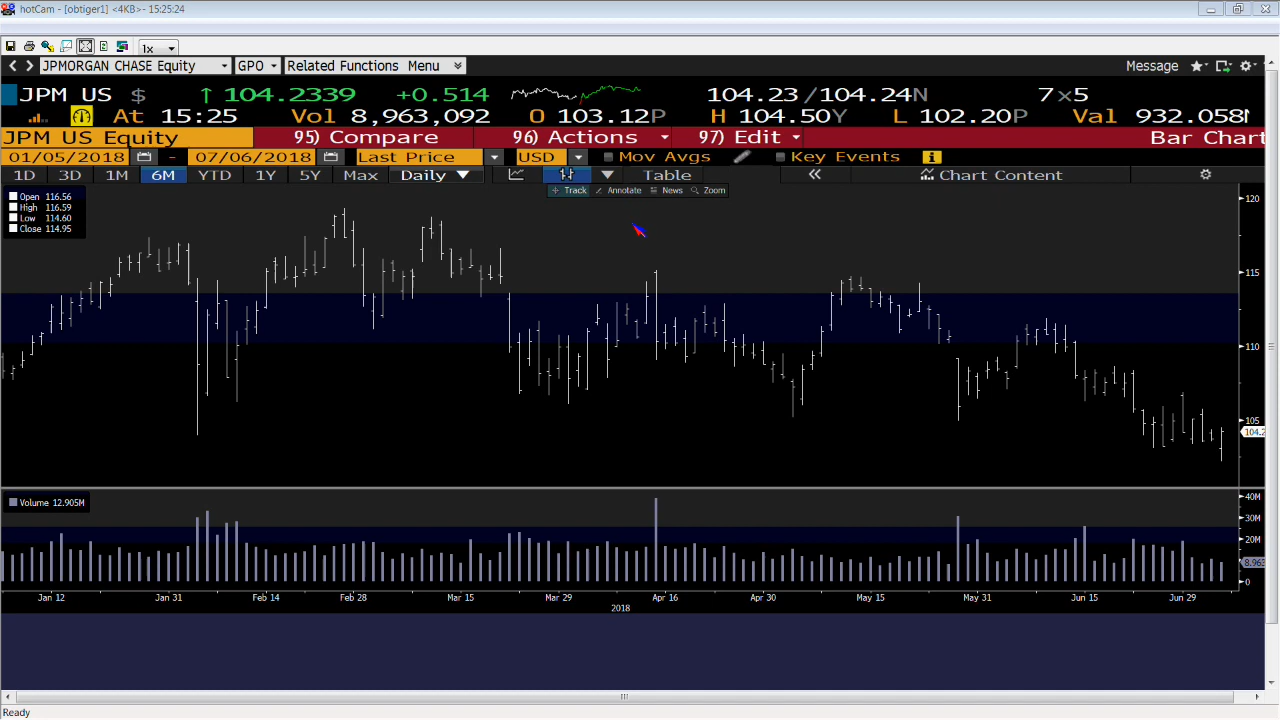 hotCam - [obtiger1] <4KB>- 15:25:24
1x
JPMORGAN CHASE Equity GPO Related Functions Menu Message
JPM US $ ↑ 104.2339 +0.514 104.23 /104.24N 7×5
At 15:25 Vol 8,963,092 O 103.12P H 104.50Y L 102.20P Val 932.058M
JPM US Equity 95) Compare 96) Actions 97) Edit Bar Chart
01/05/2018 - 07/06/2018 Last Price USD Mov Avgs Key Events
1D 3D 1M 6M YTD 1Y 5Y Max Daily ▼ Table « Chart Content
Track Annotate News Zoom
Open 116.56
High 116.59
Low 114.60
Close 114.95
120
115
110
105
104.2
Volume 12.905M
40M
30M
20M
8.963
0
Jan 12 Jan 31 Feb 14 Feb 28 Mar 15 Mar 29 Apr 16 Apr 30 May 15 May 31 Jun 15 Jun 29
2018
Ready